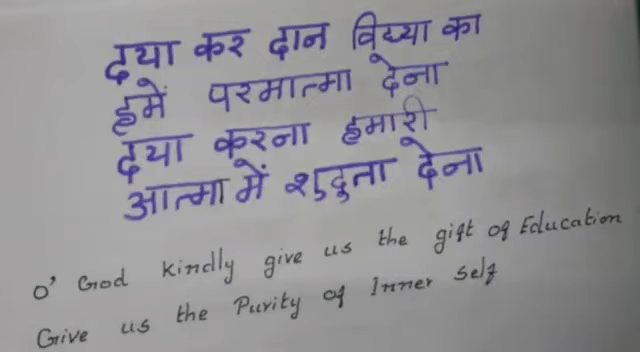 दया कर दान विद्या का
हमें परमात्मा देना
दया करना हमारी
आत्मा में शुद्धता देना
O' God kindly give us the gift of Education
Give us the Purity of Inner Self